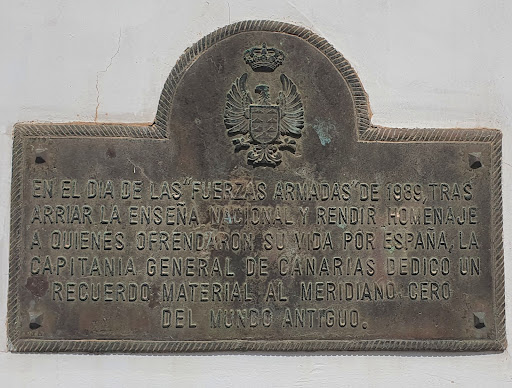 EN EL DIA DE LAS "FUERZAS ARMADAS" DE 1989, TRAS
ARRIAR LA ENSEÑA NACIONAL Y RENDIR HOMENAJE
A QUIENES OFRENDARON SU VIDA POR ESPAÑA, LA
CAPITANIA GENERAL DE CANARIAS DEDICO UN
RECUERDO MATERIAL AL MERIDIANO CERO
DEL MUNDO ANTIGUO.